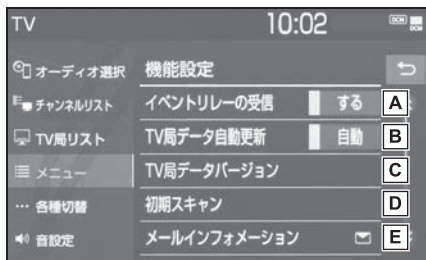 TV 10:02 DCM
オーディオ選択
チャンネルリスト
TV局リスト
メニュー
各種切替
音設定
機能設定
イベントリレーの受信 する A
TV局データ自動更新 自動 B
TV局データバージョン C
初期スキャン D
メールインフォメーション E